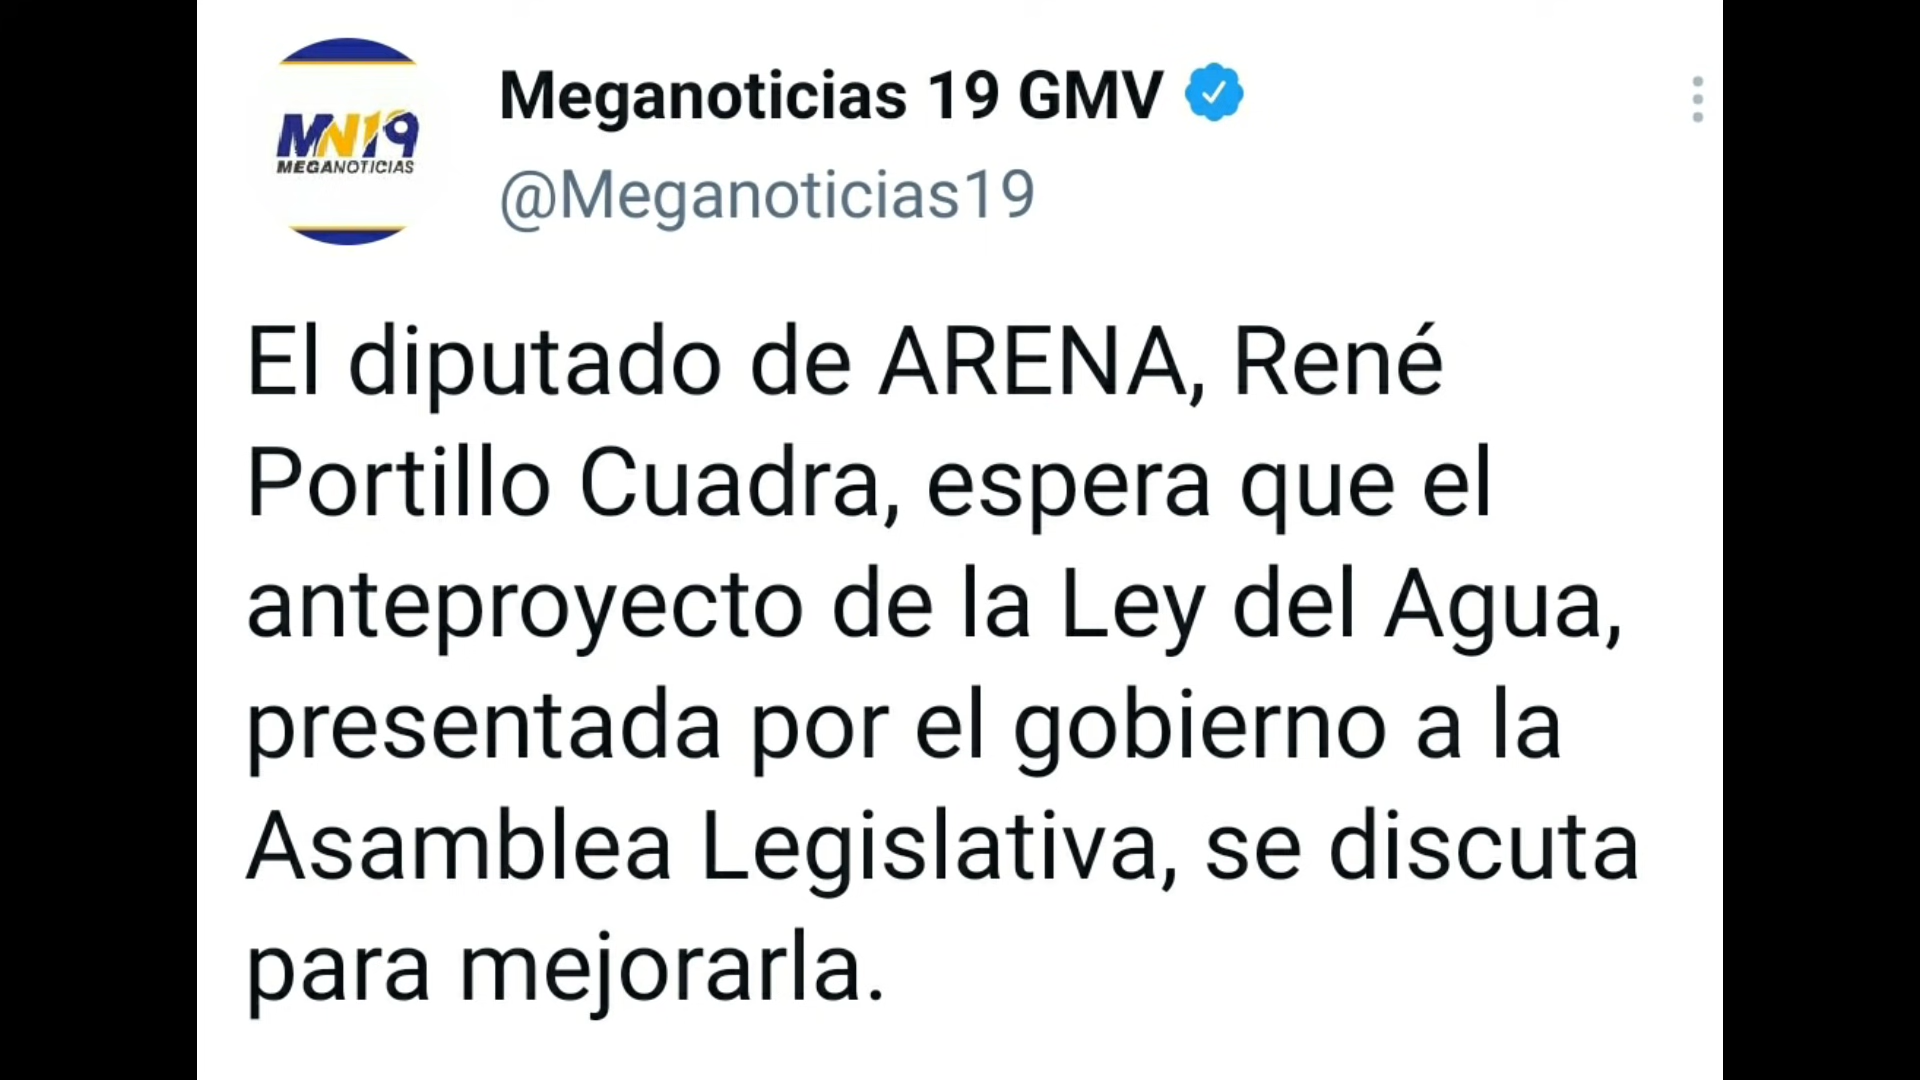 MN19
MEGANOTICIAS
Meganoticias 19 GMV
@Meganoticias19
El diputado de ARENA, René
Portillo Cuadra, espera que el
anteproyecto de la Ley del Agua,
presentada por el gobierno a la
Asamblea Legislativa, se discuta
para mejorarla.